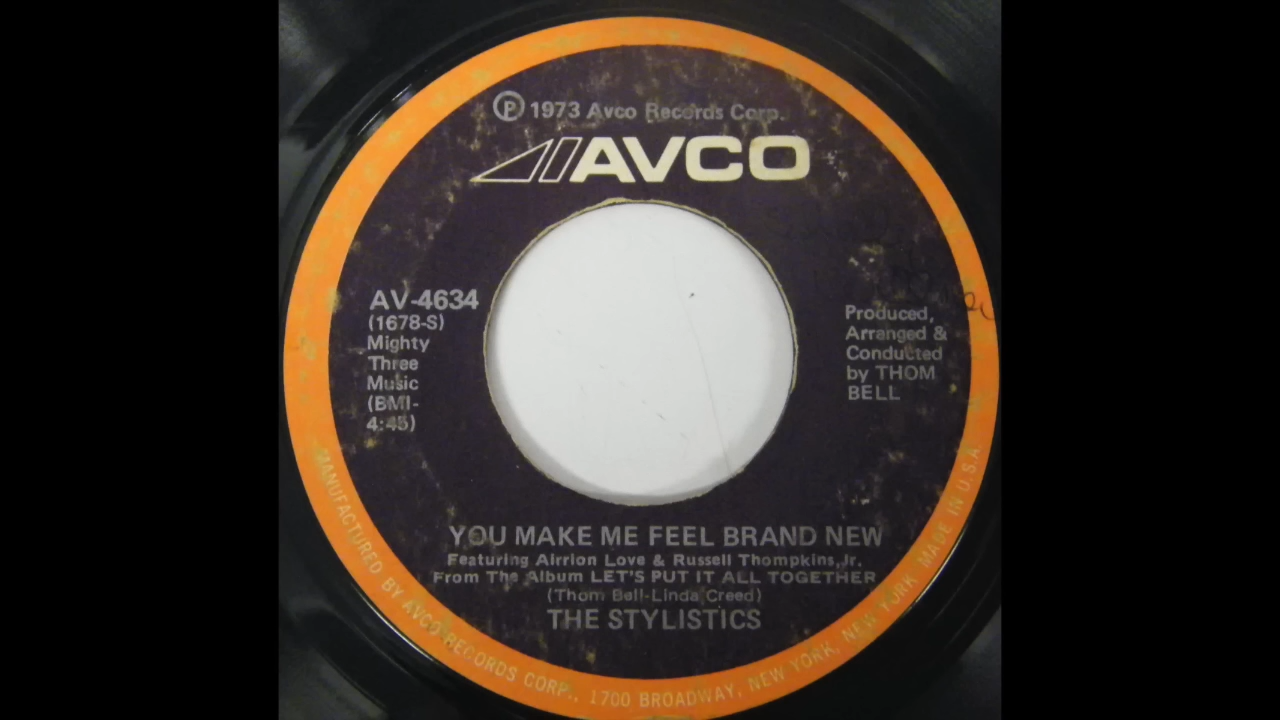 Ⓟ 1973 Avco Records Corp.
AVCO
AV-4634
(1678-S)
Mighty
Three
Music
(BMI-
4:45)
Produced,
Arranged &
Conducted
by THOM
BELL
YOU MAKE ME FEEL BRAND NEW
Featuring Airrion Love & Russell Thompkins, Jr.
From The Album LET'S PUT IT ALL TOGETHER
(Thom Bell-Linda Creed)
THE STYLISTICS
MANUFACTURED BY AVCO RECORDS CORP., 1700 BROADWAY, NEW YORK, NEW YORK MADE IN U.S.A.